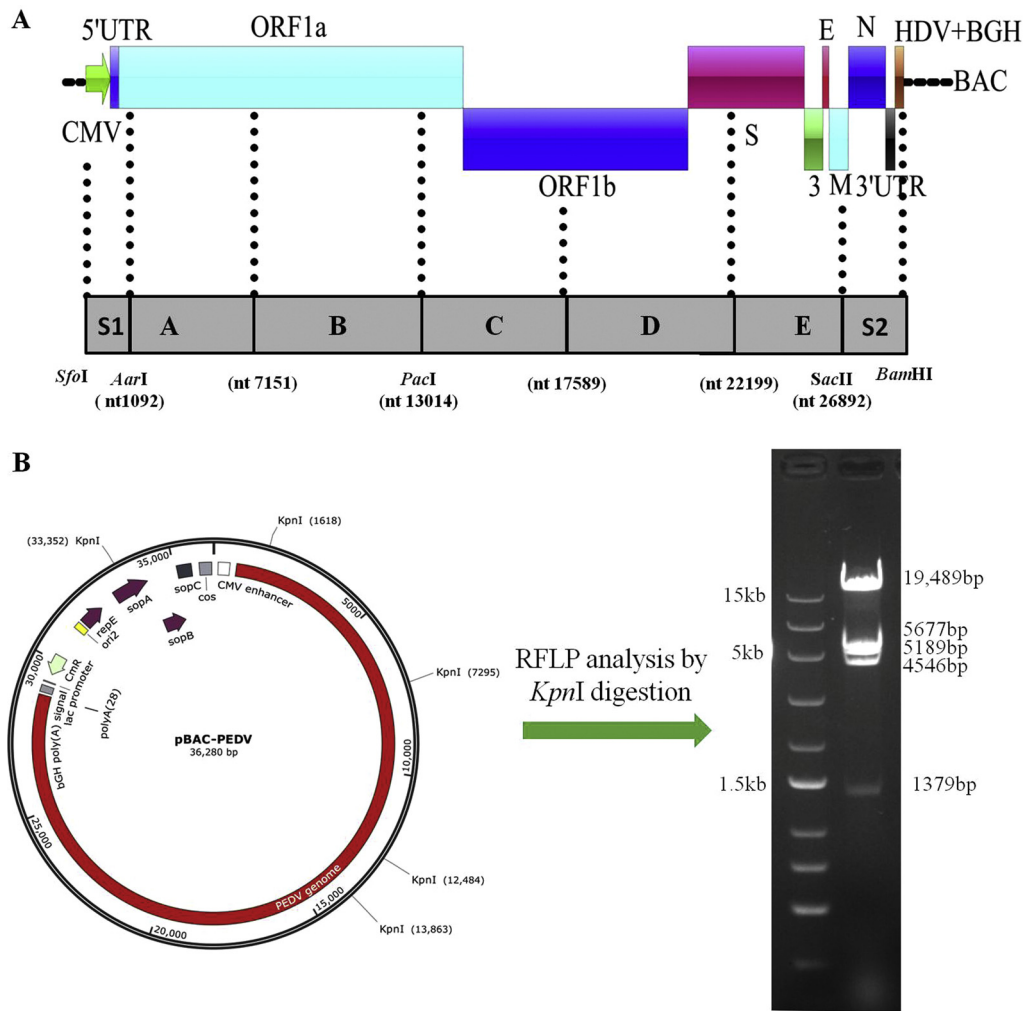 A
5'UTR
ORF1a
E
N
HDV+BGH
BAC
CMV
S
ORF1b
3
M
3'UTR
S1
A
B
C
D
E
S2
SfoI
AarI
( nt1092)
(nt 7151)
PacI
(nt 13014)
(nt 17589)
(nt 22199)
SacII
(nt 26892)
BamHI
B
KpnI (1618)
(33,352) KpnI
35,000
sopC
cos
CMV enhancer
sopA
sopB
repE
ori2
5000
30,000
CmR
lac promoter
bGH poly(A) signal
polyA(28)
KpnI (7295)
pBAC-PEDV
36,280 bp
10,000
25,000
KpnI (12,484)
PEDV genome
15,000
KpnI (13,863)
20,000
RFLP analysis by
KpnI digestion
15kb
5kb
1.5kb
19,489bp
5677bp
5189bp
4546bp
1379bp